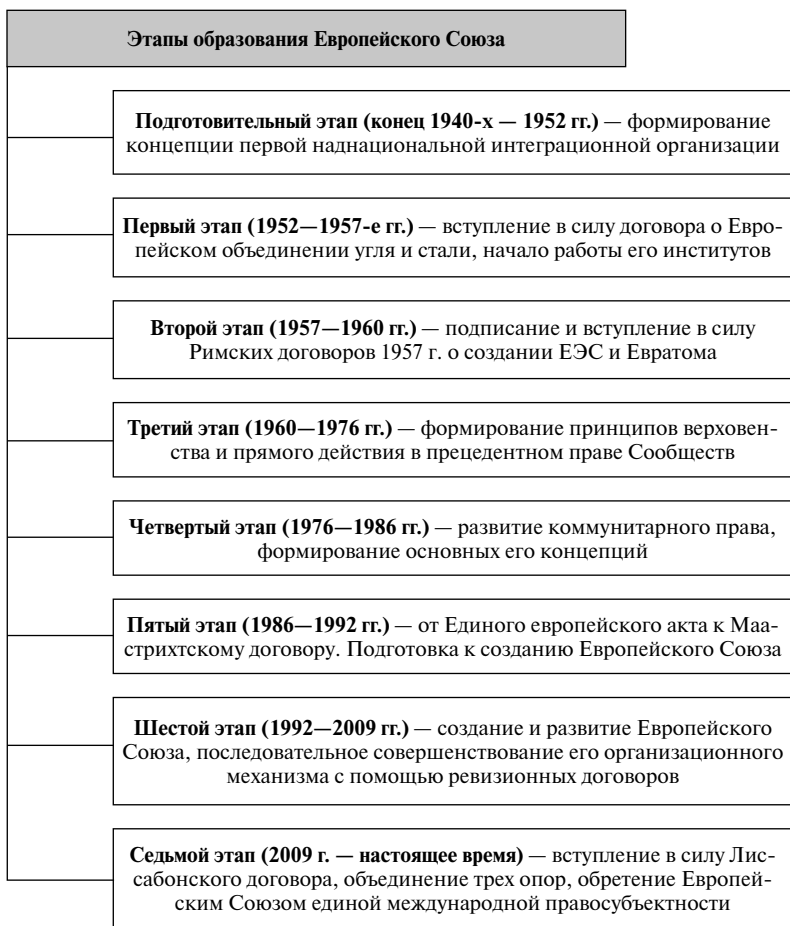 Этапы образования Европейского Союза
Подготовительный этап (конец 1940-х — 1952 гг.) — формирование
концепции первой наднациональной интеграционной организации
Первый этап (1952—1957-е гг.) — вступление в силу договора о Евро-
пейском объединении угля и стали, начало работы его институтов
Второй этап (1957—1960 гг.) — подписание и вступление в силу
Римских договоров 1957 г. о создании ЕЭС и Евратома
Третий этап (1960—1976 гг.) — формирование принципов верховен-
ства и прямого действия в прецедентном праве Сообществ
Четвертый этап (1976—1986 гг.) — развитие коммунитарного права,
формирование основных его концепций
Пятый этап (1986—1992 гг.) — от Единого европейского акта к Маа-
стрихтскому договору. Подготовка к созданию Европейского Союза
Шестой этап (1992—2009 гг.) — создание и развитие Европейского
Союза, последовательное совершенствование его организационного
механизма с помощью ревизионных договоров
Седьмой этап (2009 г. — настоящее время) — вступление в силу Лис-
сабонского договора, объединение трех опор, обретение Европей-
ским Союзом единой международной правосубъектности